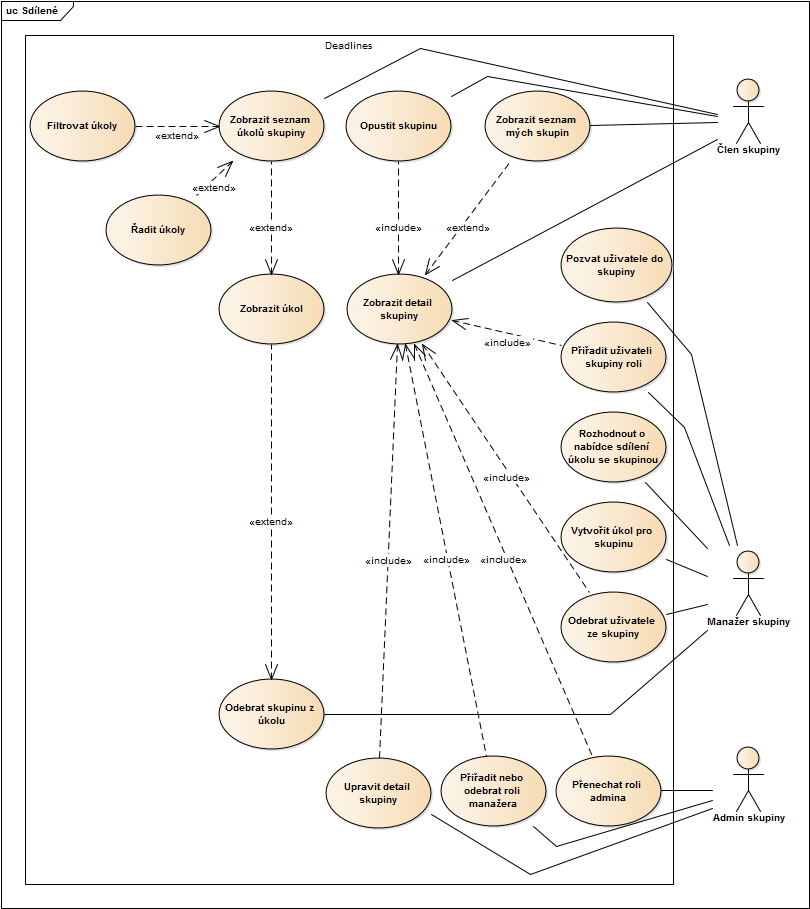 uc Sdílené
Deadlines
Filtrovat úkoly
«extend»
Zobrazit seznam
úkolů skupiny
Opustit skupinu
Zobrazit seznam
mých skupin
Člen skupiny
«extend»
Řadit úkoly
«extend»
«include»
«extend»
Pozvat uživatele do
skupiny
Zobrazit úkol
Zobrazit detail
skupiny
«include»
Přiřadit uživateli
skupiny roli
Rozhodnout o
nabídce sdílení
úkolu se skupinou
«include»
«extend»
Vytvořit úkol pro
skupinu
«include»
«include»
«include»
Odebrat uživatele
ze skupiny
Manažer skupiny
Odebrat skupinu z
úkolu
Upravit detail
skupiny
Přiřadit nebo
odebrat roli
manažera
Přenechat roli
admina
Admin skupiny